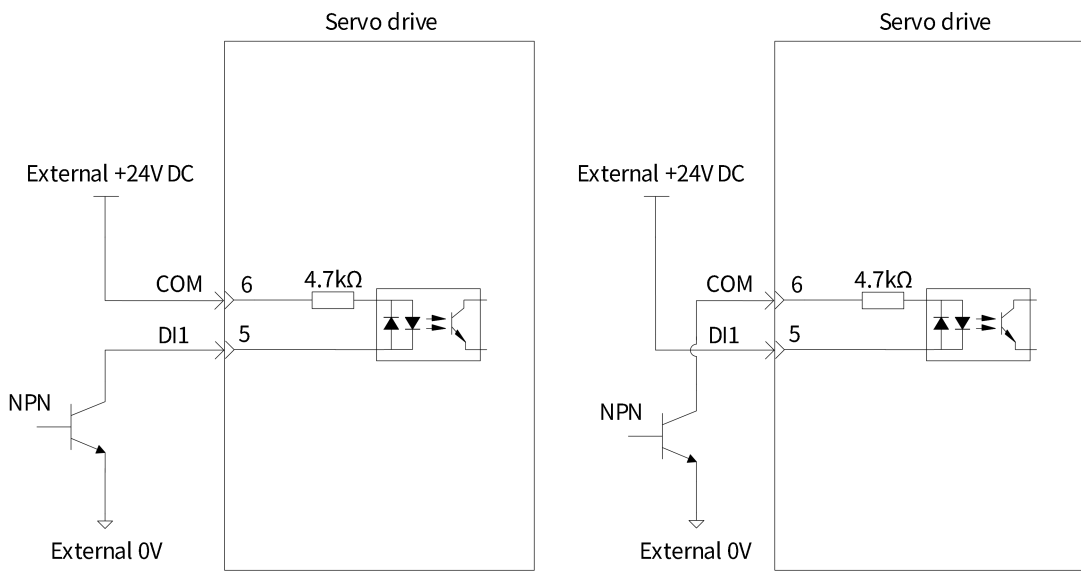 Servo drive
External +24V DC
COM
6
4.7kΩ
DI1
5
NPN
External 0V
Servo drive
External +24V DC
COM
6
4.7kΩ
DI1
5
NPN
External 0V